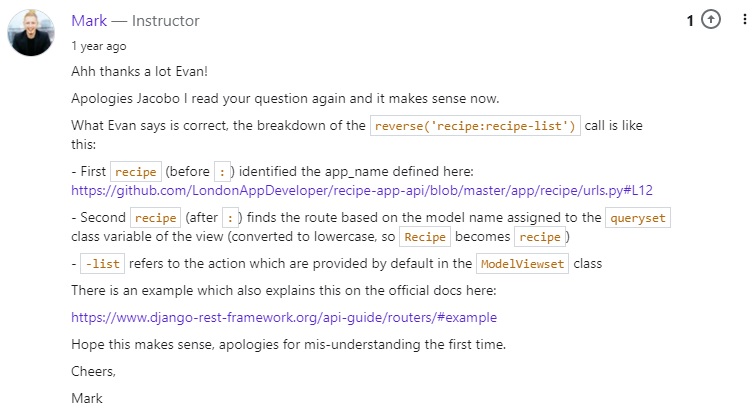 Mark — Instructor
1
1 year ago
Ahh thanks a lot Evan!
Apologies Jacobo I read your question again and it makes sense now.
What Evan says is correct, the breakdown of the reverse('recipe:recipe-list') call is like
this:
- First recipe (before :) identified the app_name defined here:
https://github.com/LondonAppDeveloper/recipe-app-api/blob/master/app/recipe/urls.py#L12
- Second recipe (after :) finds the route based on the model name assigned to the queryset
class variable of the view (converted to lowercase, so Recipe becomes recipe)
- -list refers to the action which are provided by default in the ModelViewset class
There is an example which also explains this on the official docs here:
https://www.django-rest-framework.org/api-guide/routers/#example
Hope this makes sense, apologies for mis-understanding the first time.
Cheers,
Mark